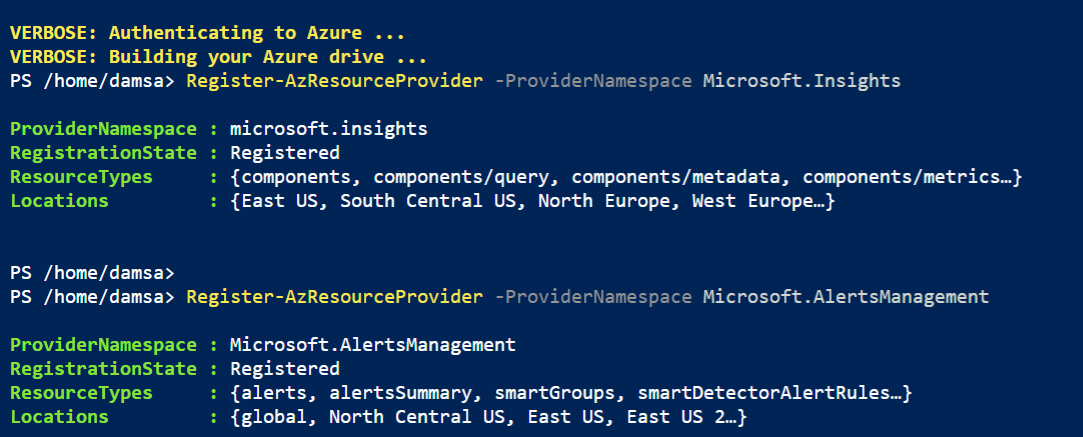 VERBOSE: Authenticating to Azure ...
VERBOSE: Building your Azure drive ...
PS /home/damsa> Register-AzResourceProvider -ProviderNamespace Microsoft.Insights
ProviderNamespace : microsoft.insights
RegistrationState : Registered
ResourceTypes     : {components, components/query, components/metadata, components/metrics…}
Locations         : {East US, South Central US, North Europe, West Europe…}
PS /home/damsa>
PS /home/damsa> Register-AzResourceProvider -ProviderNamespace Microsoft.AlertsManagement
ProviderNamespace : Microsoft.AlertsManagement
RegistrationState : Registered
ResourceTypes     : {alerts, alertsSummary, smartGroups, smartDetectorAlertRules…}
Locations         : {global, North Central US, East US, East US 2…}